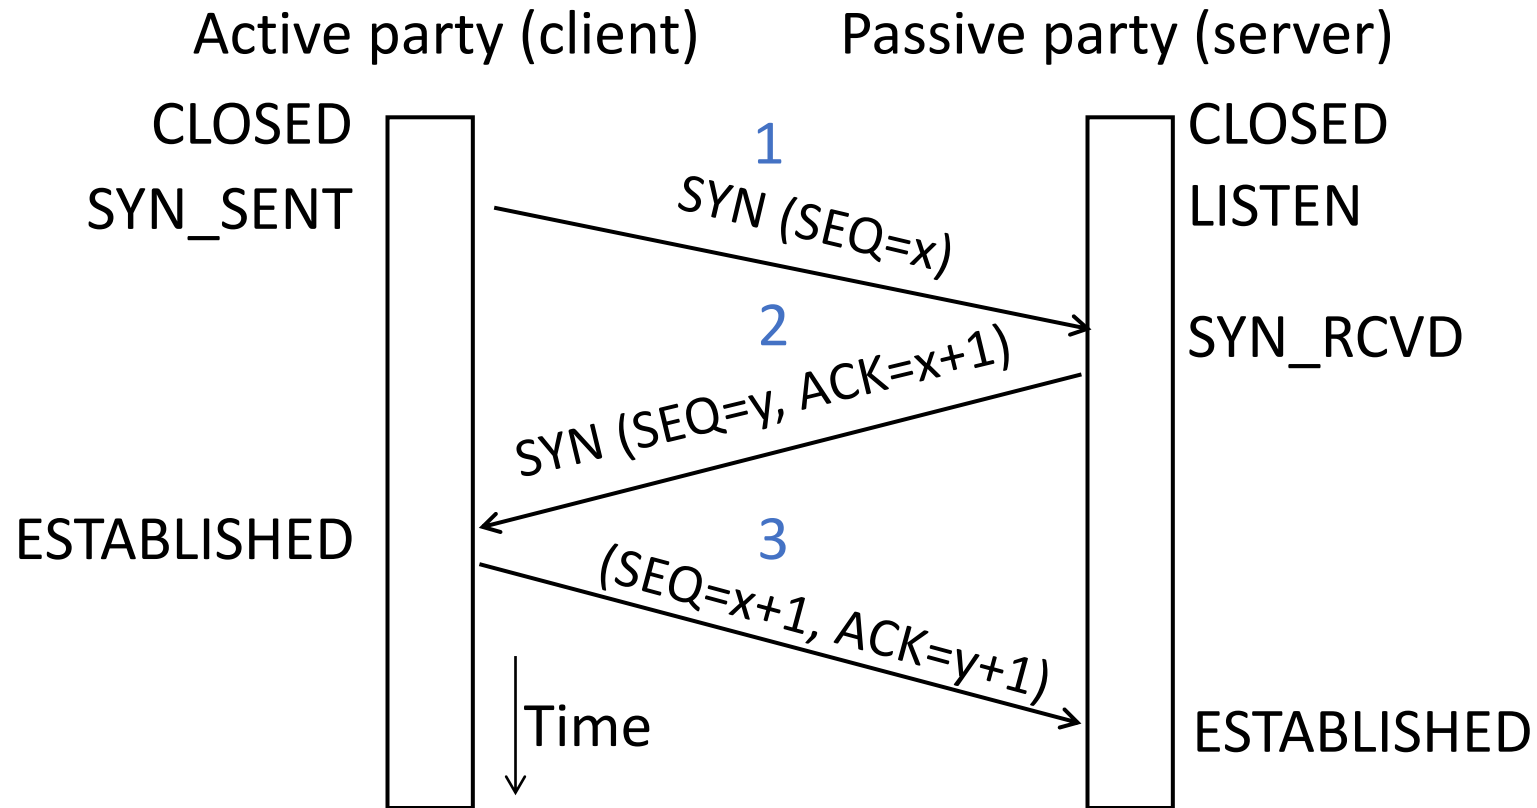 Active party (client)
Passive party (server)
CLOSED
CLOSED
1
SYN_SENT
SYN (SEQ=x)
LISTEN
2
SYN_RCVD
SYN (SEQ=y, ACK=x+1)
ESTABLISHED
3
(SEQ=x+1, ACK=y+1)
Time
ESTABLISHED